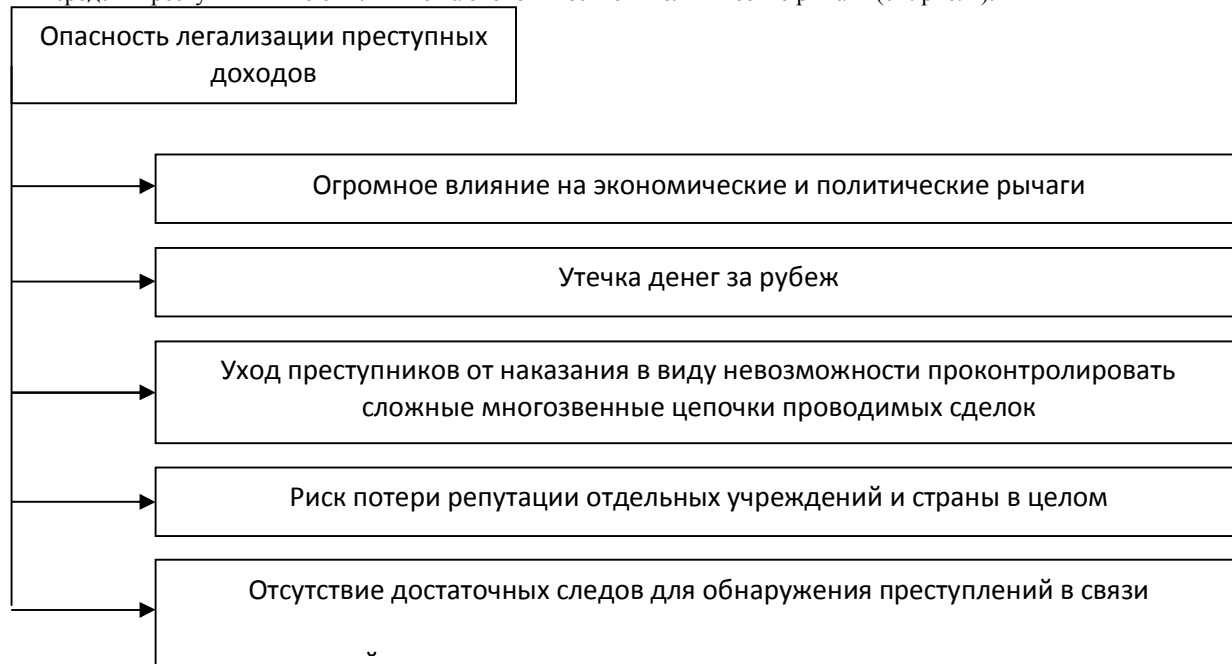 Опасность легализации преступных
доходов
Огромное влияние на экономические и политические рычаги
Утечка денег за рубеж
Уход преступников от наказания в виду невозможности проконтролировать
сложные многозвенные цепочки проводимых сделок
Риск потери репутации отдельных учреждений и страны в целом
Отсутствие достаточных следов для обнаружения преступлений в связи